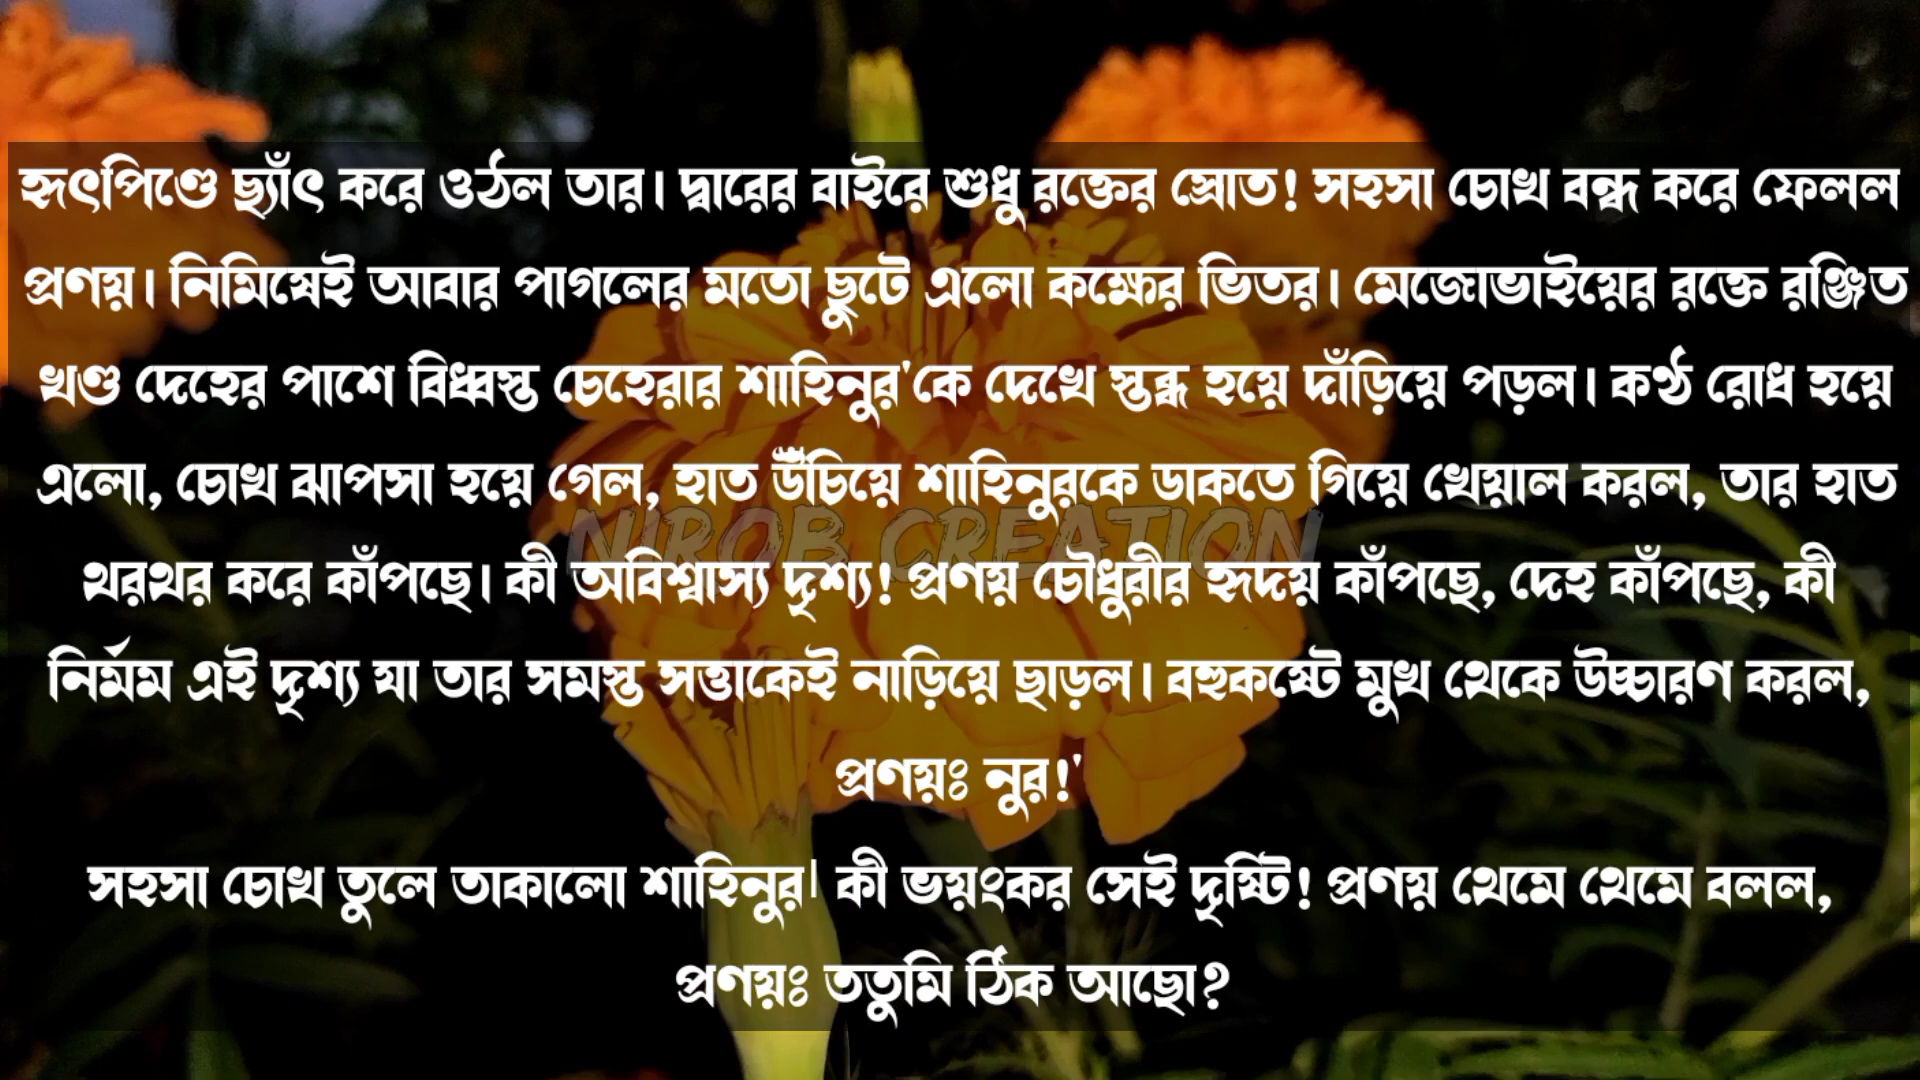 হৃৎপিণ্ডে ছ্যাঁৎ করে ওঠল তার। দ্বারের বাইরে শুধু রক্তের স্রোত! সহসা চোখ বন্ধ করে ফেলল
প্রণয়। নিমিষেই আবার পাগলের মতো ছুটে এলো কক্ষের ভিতর। মেজোভাইয়ের রক্তে রঞ্জিত
খণ্ড দেহের পাশে বিধ্বস্ত চেহেরার শাহিনুর'কে দেখে স্তব্ধ হয়ে দাঁড়িয়ে পড়ল। কণ্ঠ রোধ হয়ে
এলো, চোখ ঝাপসা হয়ে গেল, হাত উঁচিয়ে শাহিনুরকে ডাকতে গিয়ে খেয়াল করল, তার হাত
NIROB CREATION
থরথর করে কাঁপছে। কী অবিশ্বাস্য দৃশ্য! প্রণয় চৌধুরীর হৃদয় কাঁপছে, দেহ কাঁপছে, কী
নির্মম এই দৃশ্য যা তার সমস্ত সত্তাকেই নাড়িয়ে ছাড়ল। বহুকষ্টে মুখ থেকে উচ্চারণ করল,
প্রণয়ঃ নুর!'
সহসা চোখ তুলে তাকালো শাহিনুর। কী ভয়ংকর সেই দৃষ্টি! প্রণয় থেমে থেমে বলল,
প্রণয়ঃ ততুমি ঠিক আছো?